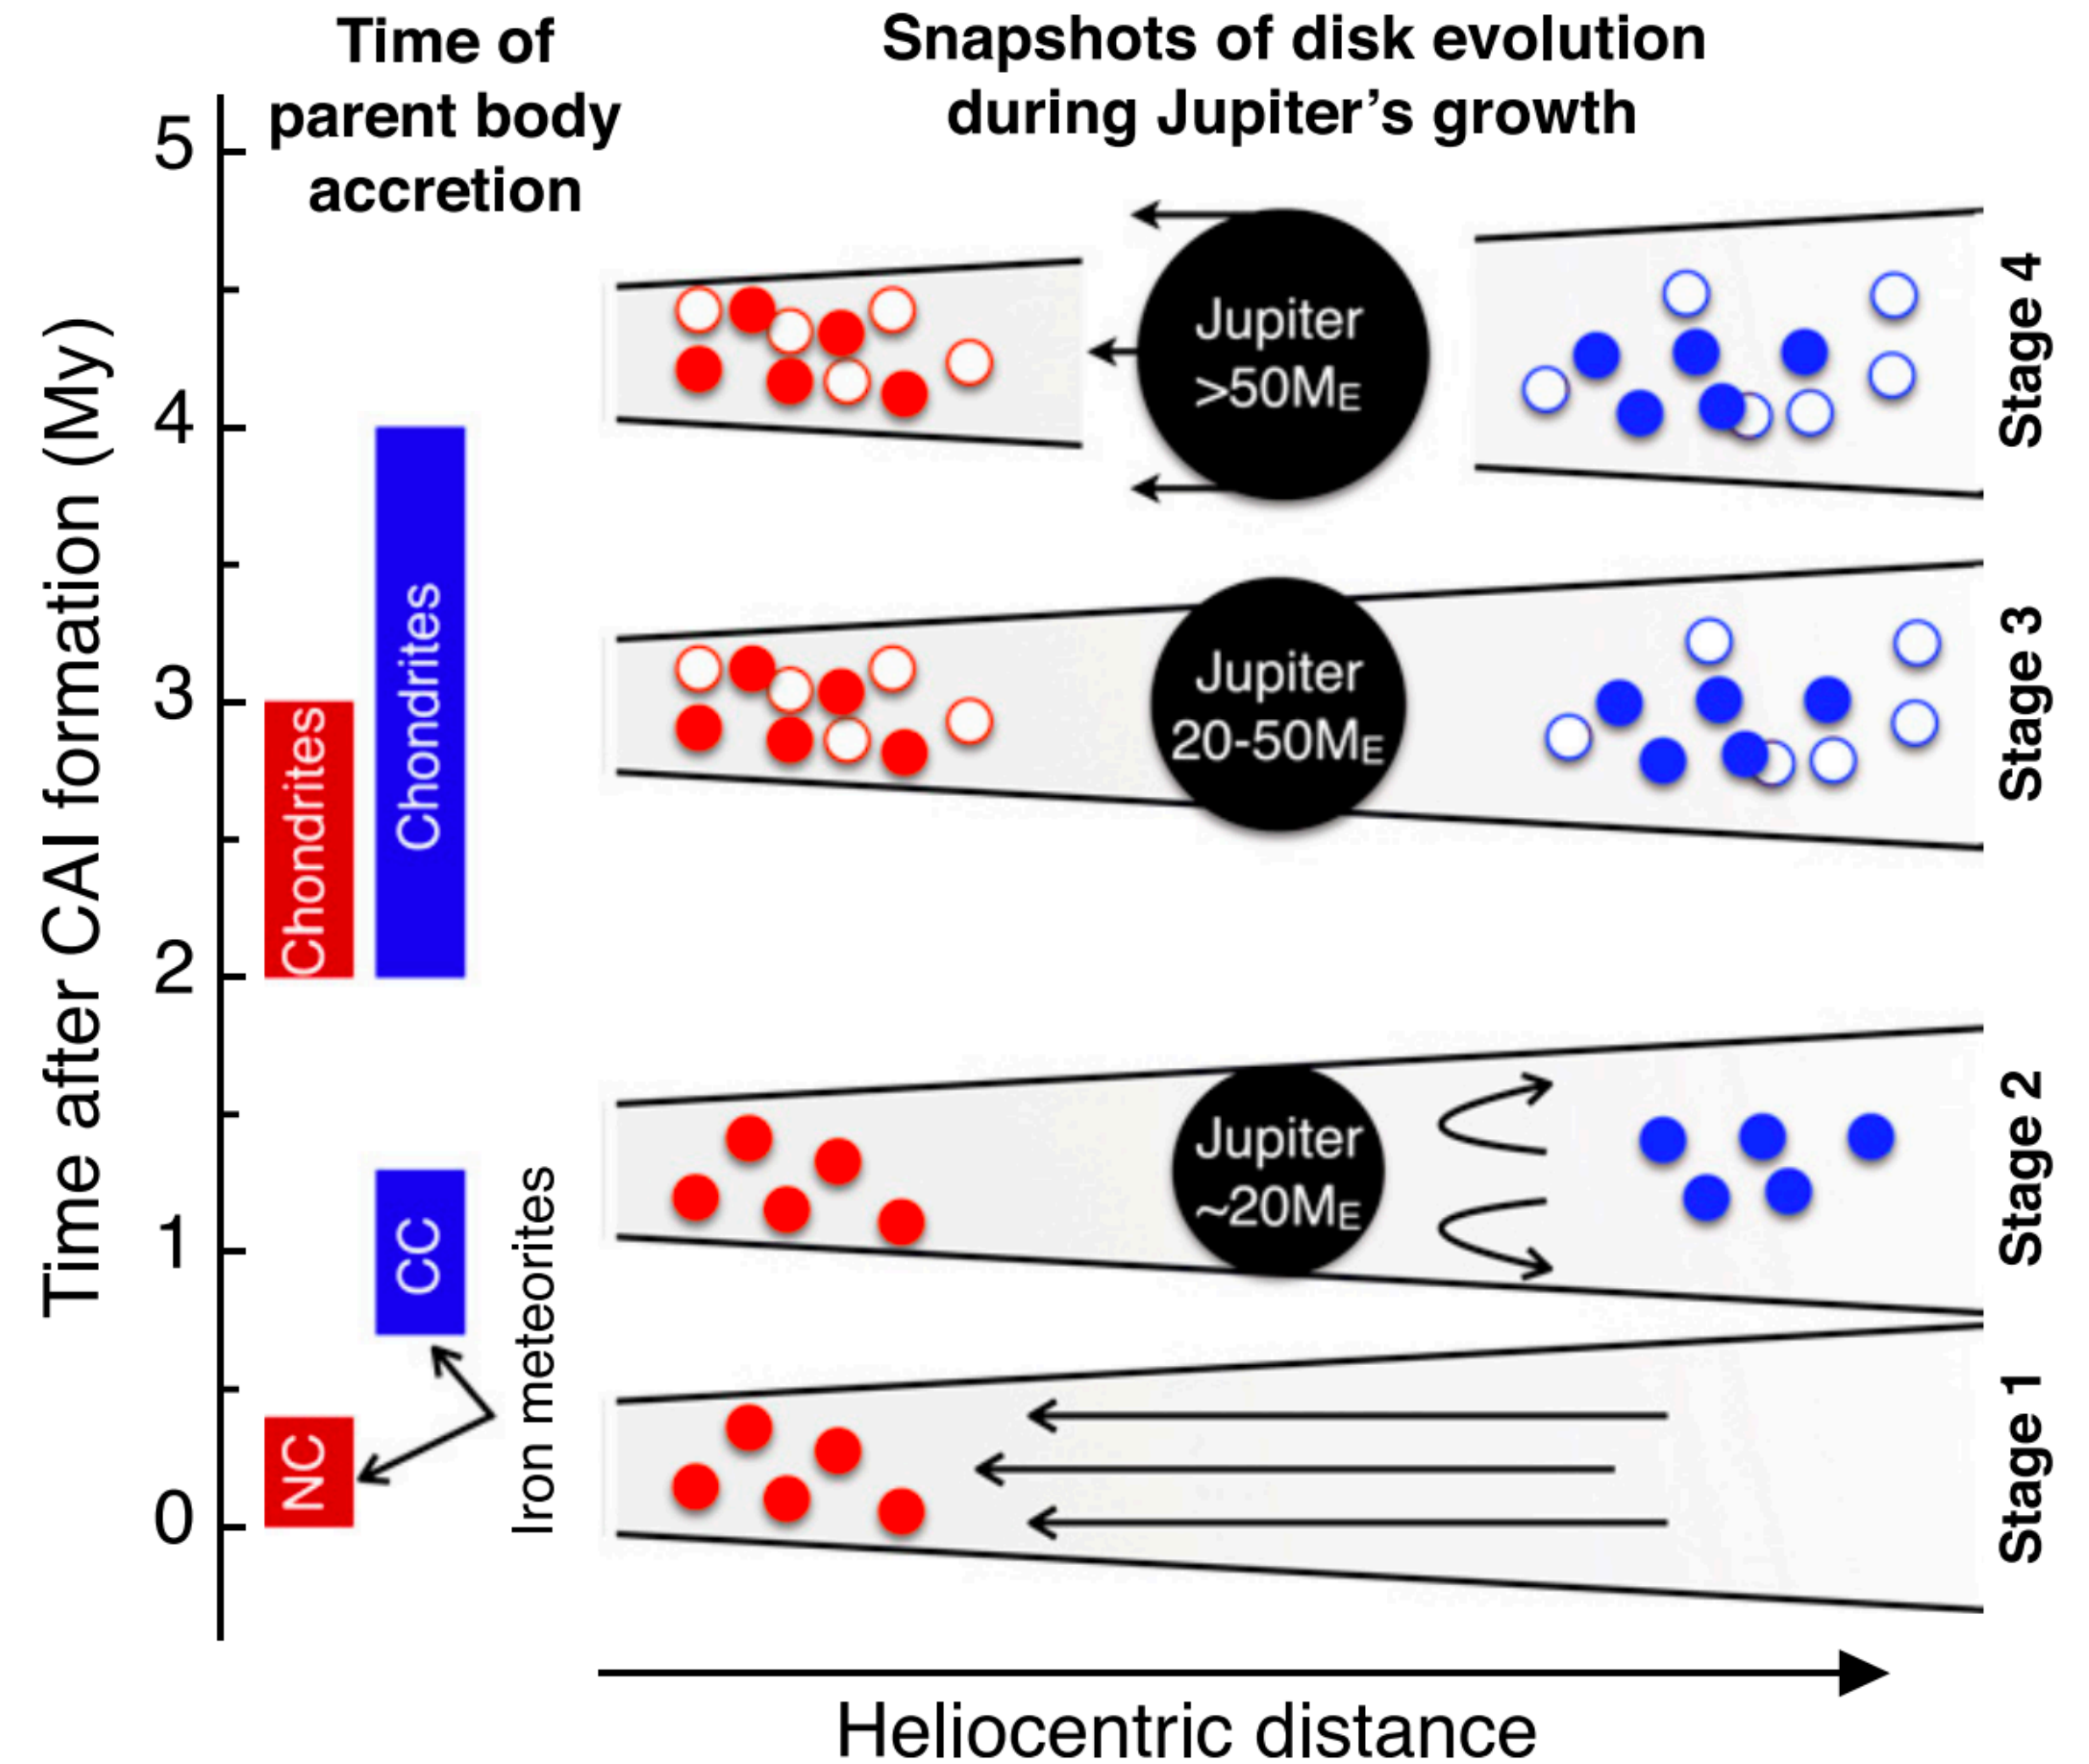 Time of
parent body
accretion
Snapshots of disk evolution
during Jupiter's growth
Time after CAI formation (My)
5
4
3
2
1
0
Chondrites
Chondrites
CC
NC
Iron meteorites
Jupiter
>50ME
Stage 4
Jupiter
20-50ME
Stage 3
Jupiter
~20ME
Stage 2
Stage 1
Heliocentric distance